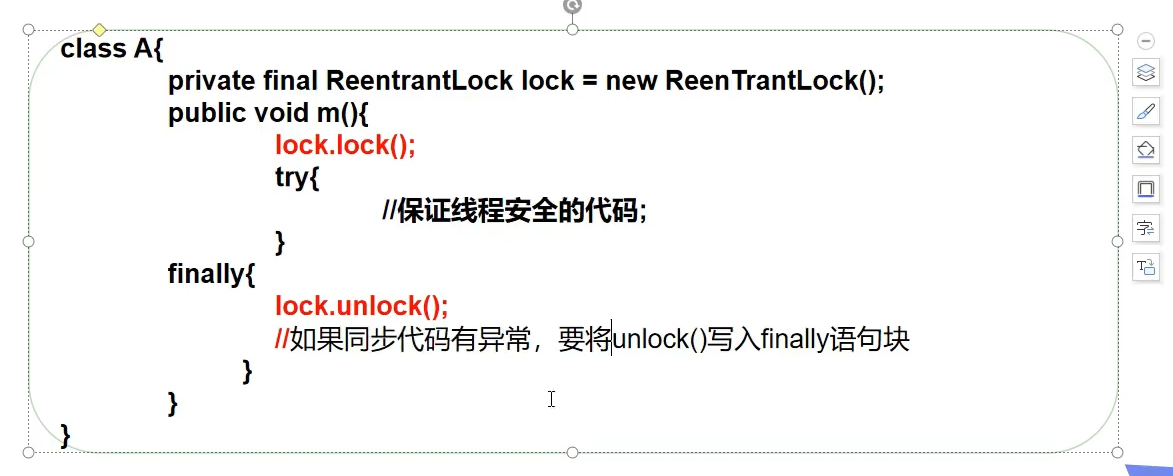 class A{
private final ReentrantLock lock = new ReenTrantLock();
public void m(){
lock.lock();
try{
//保证线程安全的代码;
}
finally{
lock.unlock();
//如果同步代码有异常，要将unlock()写入finally语句块
}
}
}
字
T